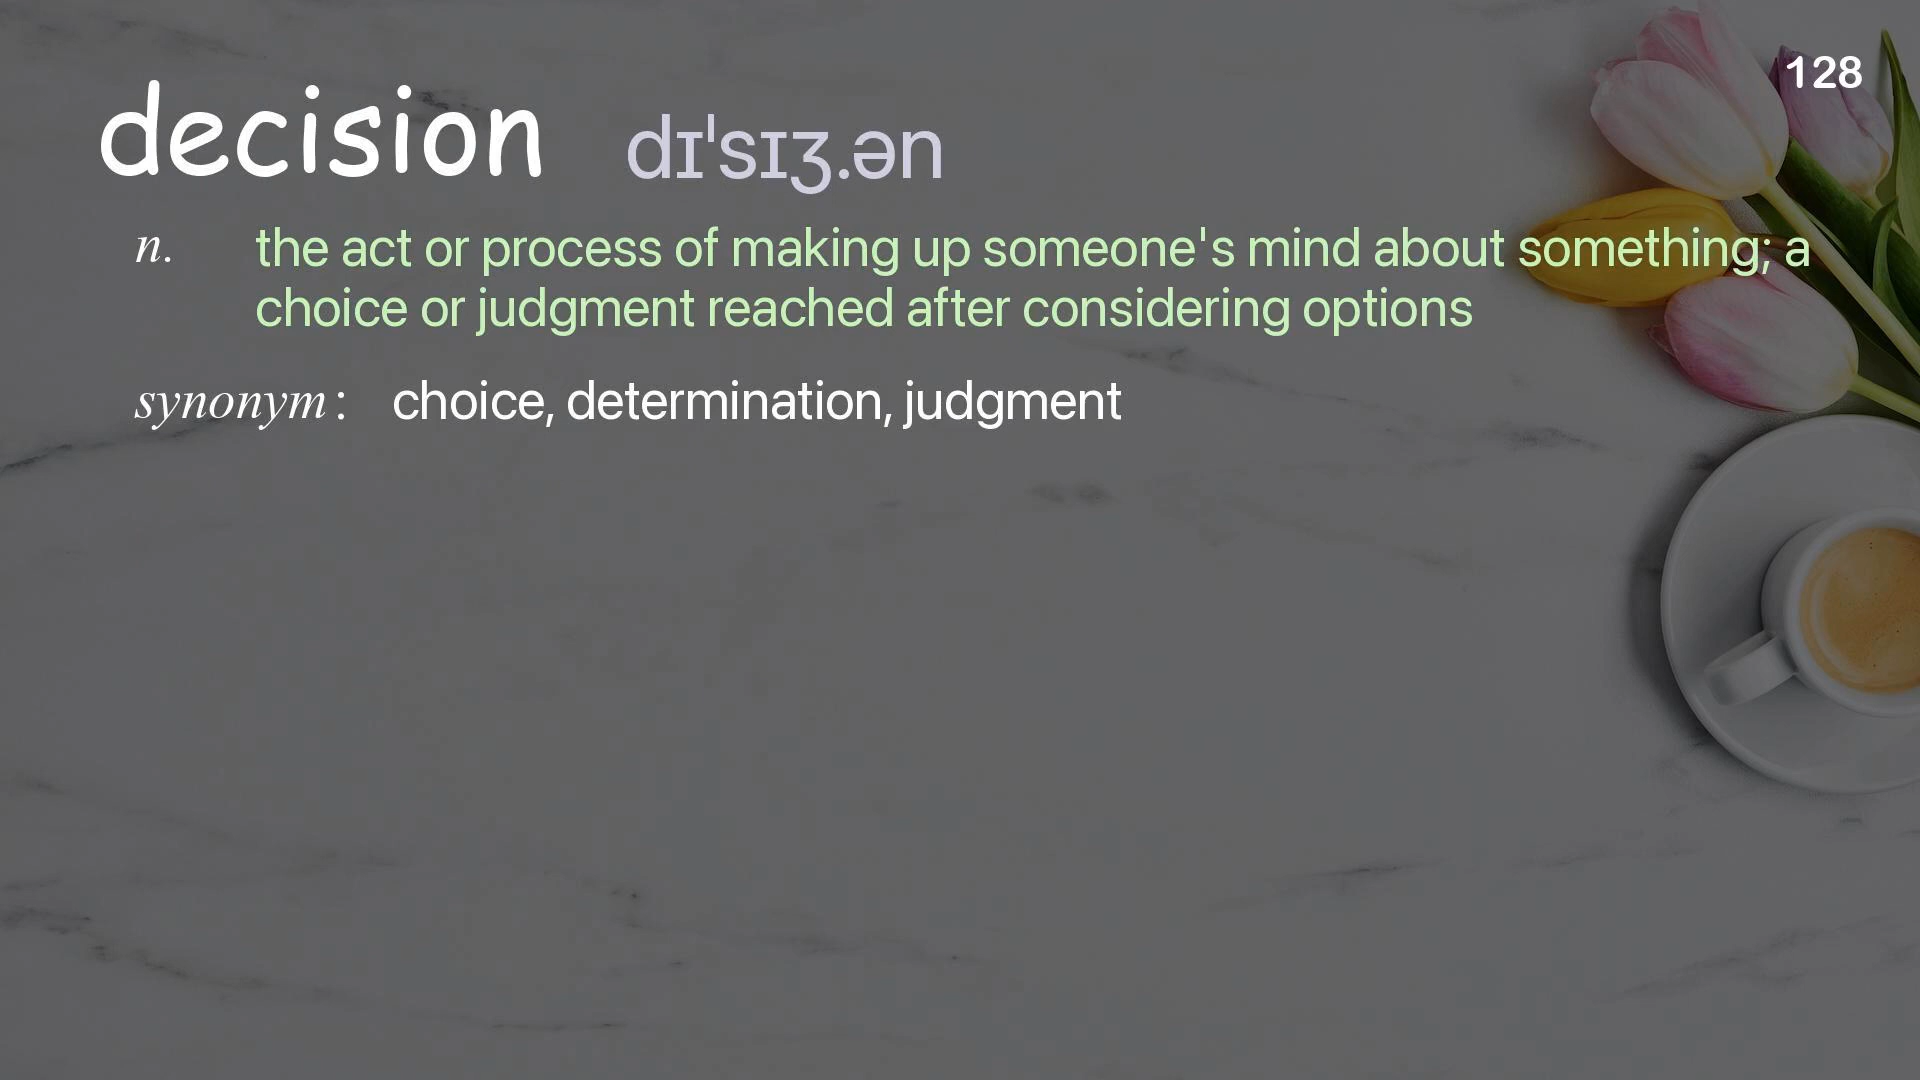 128
decision dɪˈsɪʒ.ən
n. the act or process of making up someone's mind about something; a
choice or judgment reached after considering options
synonym: choice, determination, judgment